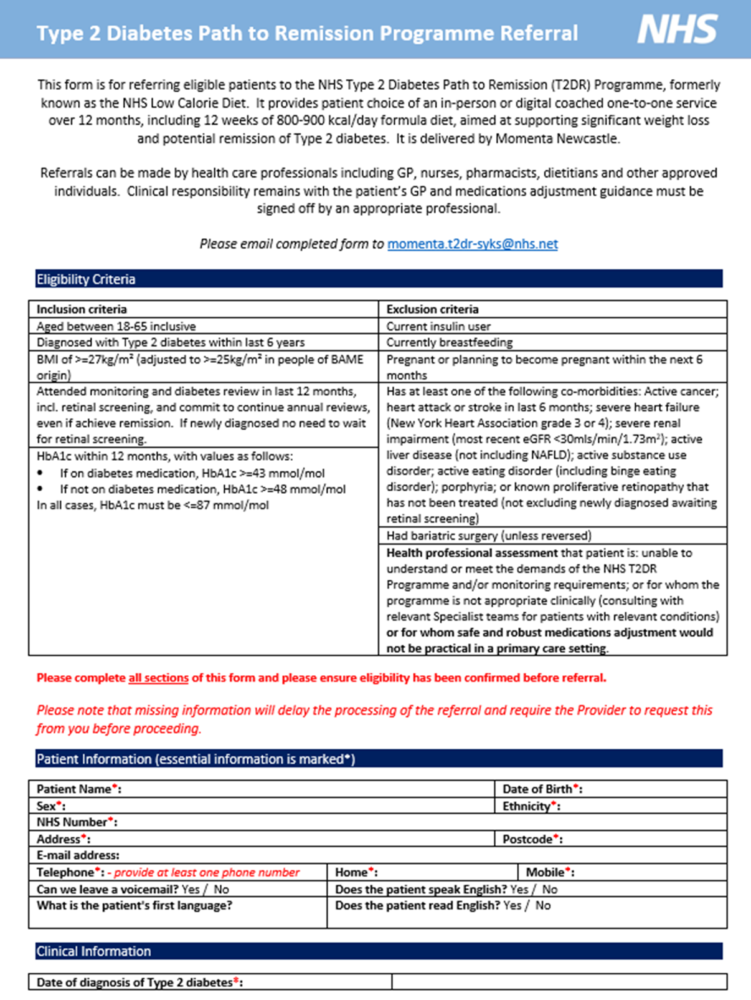 Type 2 Diabetes Path to Remission Programme Referral
NHS
This form is for referring eligible patients to the NHS Type 2 Diabetes Path to Remission (T2DR) Programme, formerly
known as the NHS Low Calorie Diet.  It provides patient choice of an in-person or digital coached one-to-one service
over 12 months, including 12 weeks of 800-900 kcal/day formula diet, aimed at supporting significant weight loss
and potential remission of Type 2 diabetes.  It is delivered by Momenta Newcastle.
Referrals can be made by health care professionals including GP, nurses, pharmacists, dietitians and other approved
individuals.  Clinical responsibility remains with the patient's GP and medications adjustment guidance must be
signed off by an appropriate professional.
Please email completed form to momenta.t2dr-syks@nhs.net
Eligibility Criteria
Inclusion criteria
Aged between 18-65 inclusive
Diagnosed with Type 2 diabetes within last 6 years
BMI of >=27kg/m² (adjusted to >=25kg/m² in people of BAME
origin)
Attended monitoring and diabetes review in last 12 months,
incl. retinal screening, and commit to continue annual reviews,
even if achieve remission.  If newly diagnosed no need to wait
for retinal screening.
HbA1c within 12 months, with values as follows:
• If on diabetes medication, HbA1c >=43 mmol/mol
• If not on diabetes medication, HbA1c >=48 mmol/mol
In all cases, HbA1c must be <=87 mmol/mol
Exclusion criteria
Current insulin user
Currently breastfeeding
Pregnant or planning to become pregnant within the next 6
months
Has at least one of the following co-morbidities: Active cancer;
heart attack or stroke in last 6 months; severe heart failure
(New York Heart Association grade 3 or 4); severe renal
impairment (most recent eGFR <30mls/min/1.73m²); active
liver disease (not including NAFLD); active substance use
disorder; active eating disorder (including binge eating
disorder); porphyria; or known proliferative retinopathy that
has not been treated (not excluding newly diagnosed awaiting
retinal screening)
Had bariatric surgery (unless reversed)
Health professional assessment that patient is: unable to
understand or meet the demands of the NHS T2DR
Programme and/or monitoring requirements; or for whom the
programme is not appropriate clinically (consulting with
relevant Specialist teams for patients with relevant conditions)
or for whom safe and robust medications adjustment would
not be practical in a primary care setting.
Please complete all sections of this form and please ensure eligibility has been confirmed before referral.
Please note that missing information will delay the processing of the referral and require the Provider to request this
from you before proceeding.
Patient Information (essential information is marked*)
Patient Name*:
Date of Birth*:
Sex*:
Ethnicity*:
NHS Number*:
Address*:
Postcode*:
E-mail address:
Telephone*: - provide at least one phone number
Home*:
Mobile*:
Can we leave a voicemail? Yes /  No
Does the patient speak English? Yes /  No
What is the patient's first language?
Does the patient read English? Yes /  No
Clinical Information
Date of diagnosis of Type 2 diabetes*: